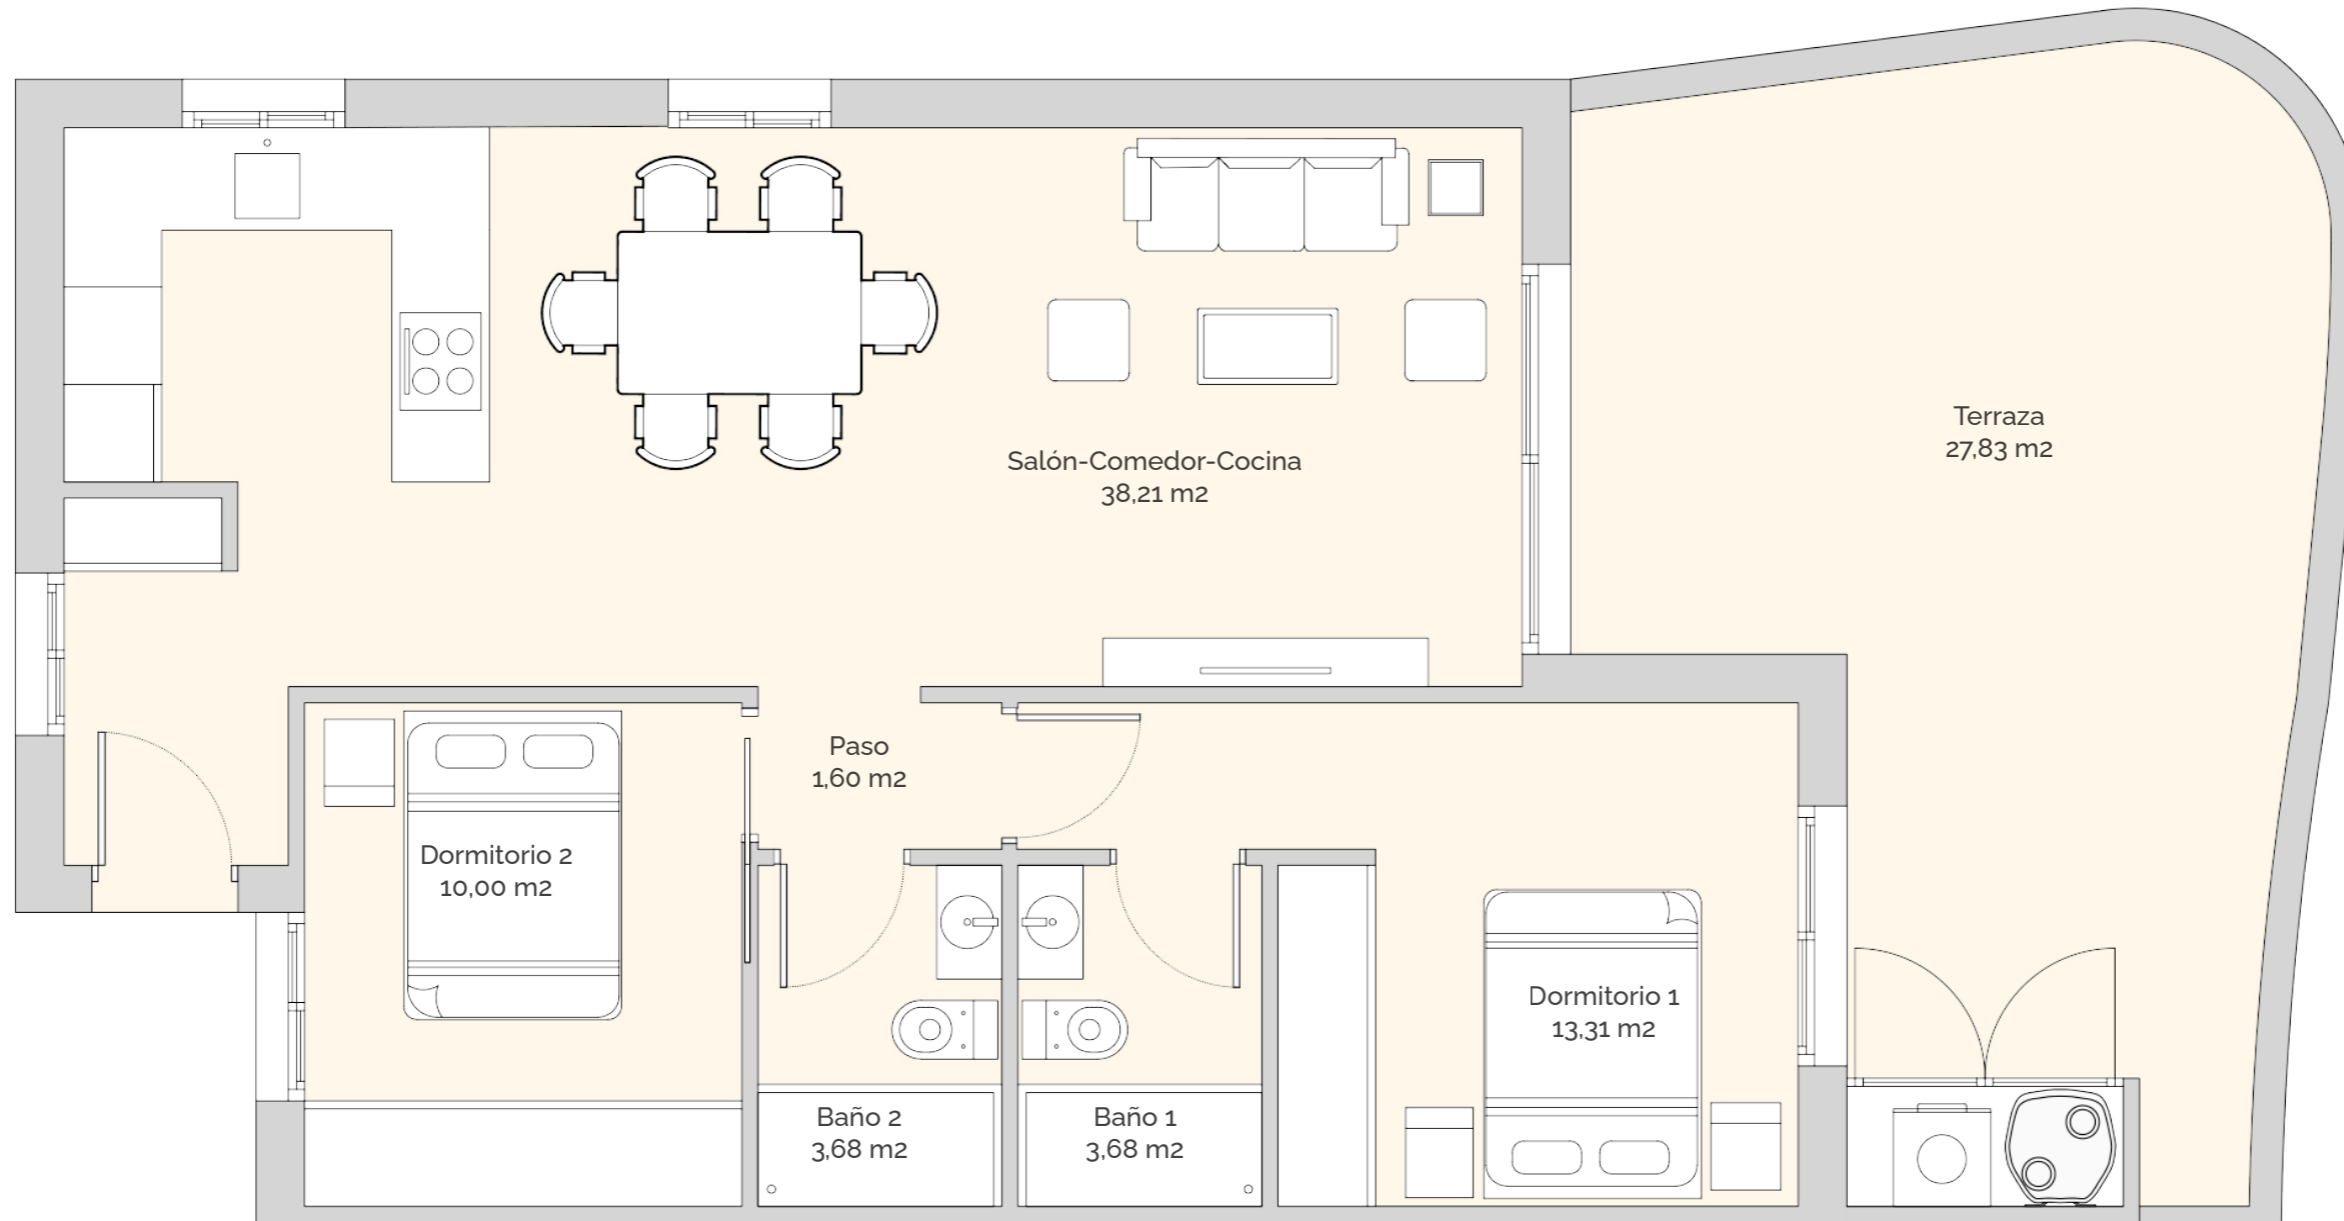 Terraza
27,83 m2
Salón-Comedor-Cocina
38,21 m2
Paso
1,60 m2
Dormitorio 2
10,00 m2
Dormitorio 1
13,31 m2
Baño 2
3,68 m2
Baño 1
3,68 m2